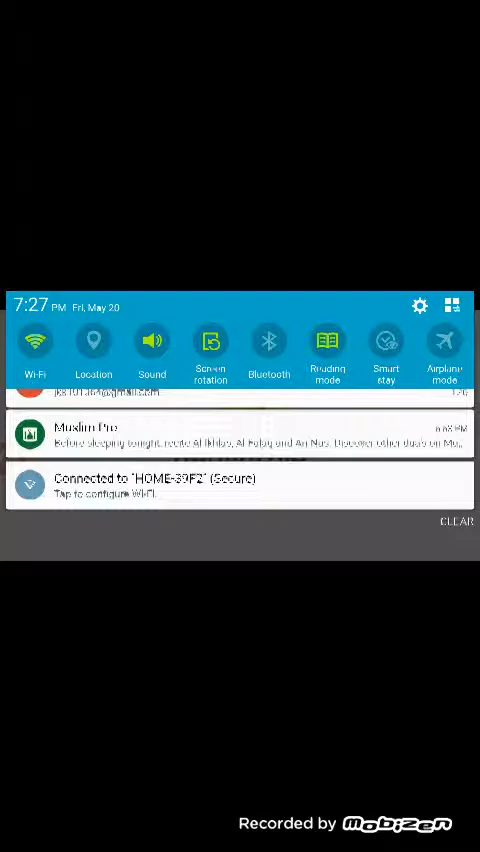 7:27 PM Fri, May 20
Wi-Fi
Location
Sound
Screen rotation
Bluetooth
Reading mode
Smart stay
Airplane mode
Muslim Pro
Before sleeping tonight, recite Al Ikhlas, Al Falaq and An Nas. Discover other duas on Mu..
Connected to "HOME-39F2" (Secure)
Tap to configure Wi-Fi.
CLEAR
Recorded by Mobizen